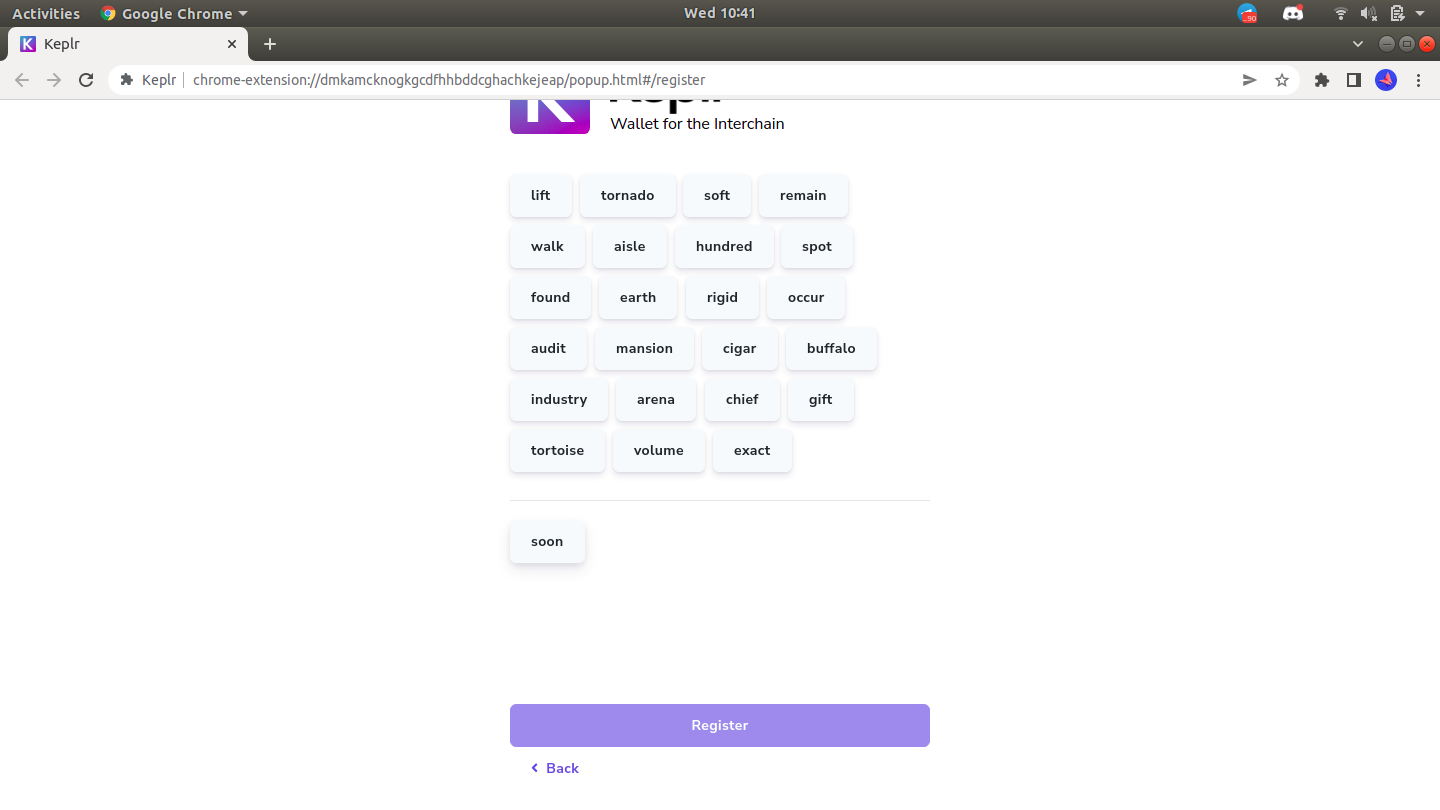 Activities Google Chrome Wed 10:41 90
Keplr
Keplr chrome-extension://dmkamcknogkgcdfhhbddcghachkejeap/popup.html#/register
Keplr
Wallet for the Interchain
lift tornado soft remain
walk aisle hundred spot
found earth rigid occur
audit mansion cigar buffalo
industry arena chief gift
tortoise volume exact
soon
Register
Back